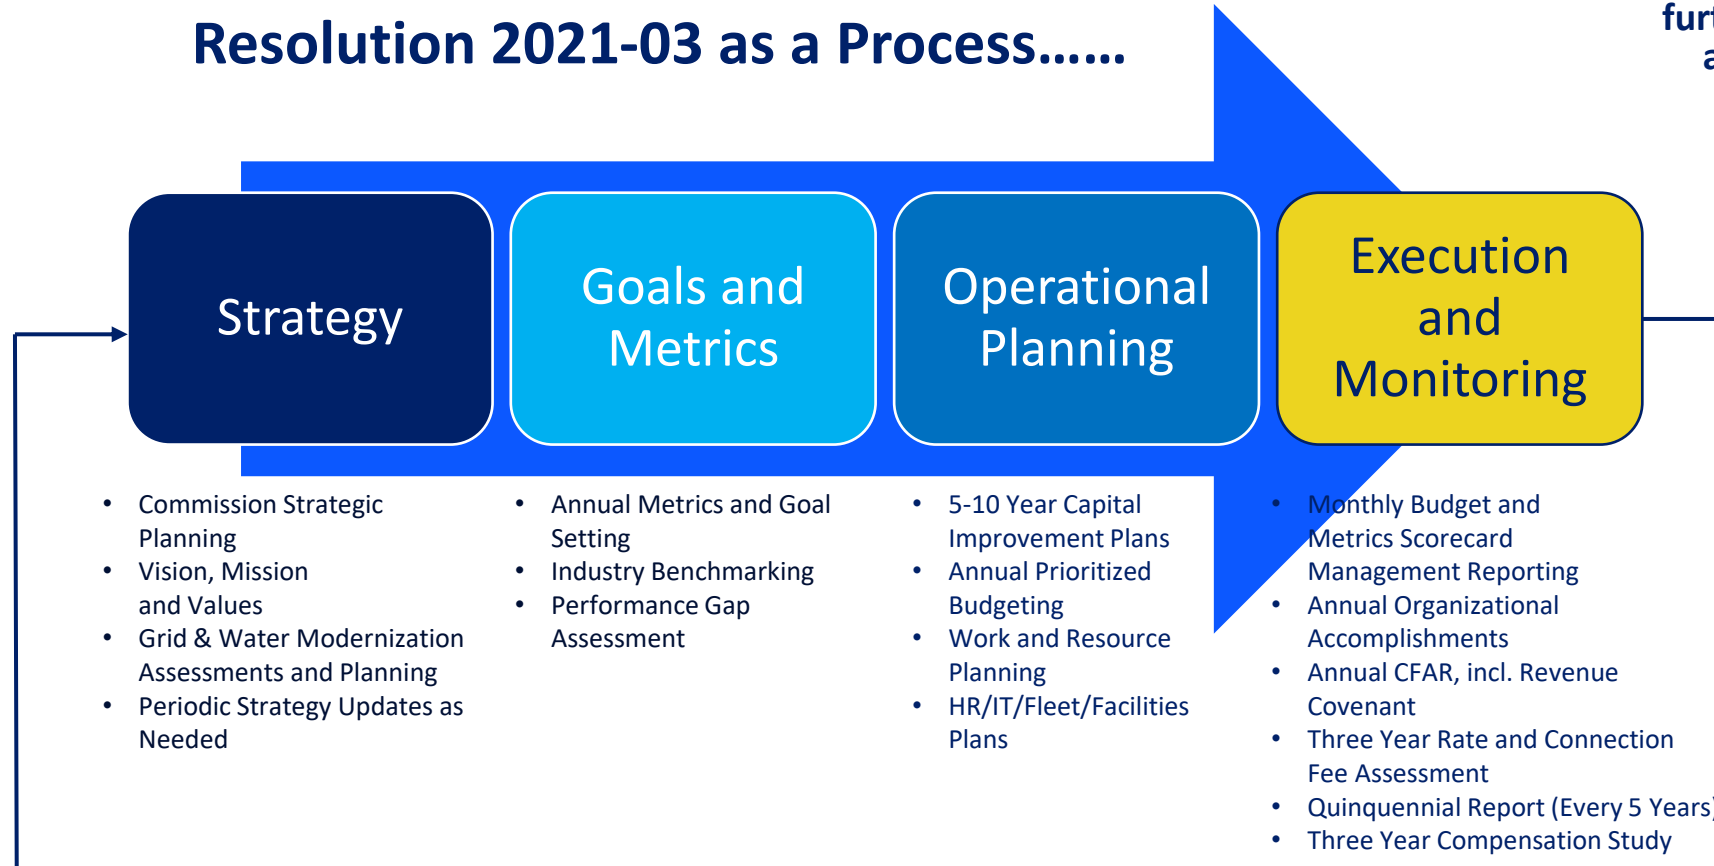 Resolution 2021-03 as a Process......
Strategy
Goals and
Metrics
Operational
Planning
Execution
and
Monitoring
• Commission Strategic
Planning
• Vision, Mission
and Values
• Grid & Water Modernization
Assessments and Planning
• Periodic Strategy Updates as
Needed
• Annual Metrics and Goal
Setting
• Industry Benchmarking
• Performance Gap
Assessment
• 5-10 Year Capital
Improvement Plans
• Annual Prioritized
Budgeting
• Work and Resource
Planning
• HR/IT/Fleet/Facilities
Plans
• Monthly Budget and
Metrics Scorecard
Management Reporting
• Annual Organizational
Accomplishments
• Annual CFAR, incl. Revenue
Covenant
• Three Year Rate and Connection
Fee Assessment
• Quinquennial Report (Every 5 Years)
• Three Year Compensation Study